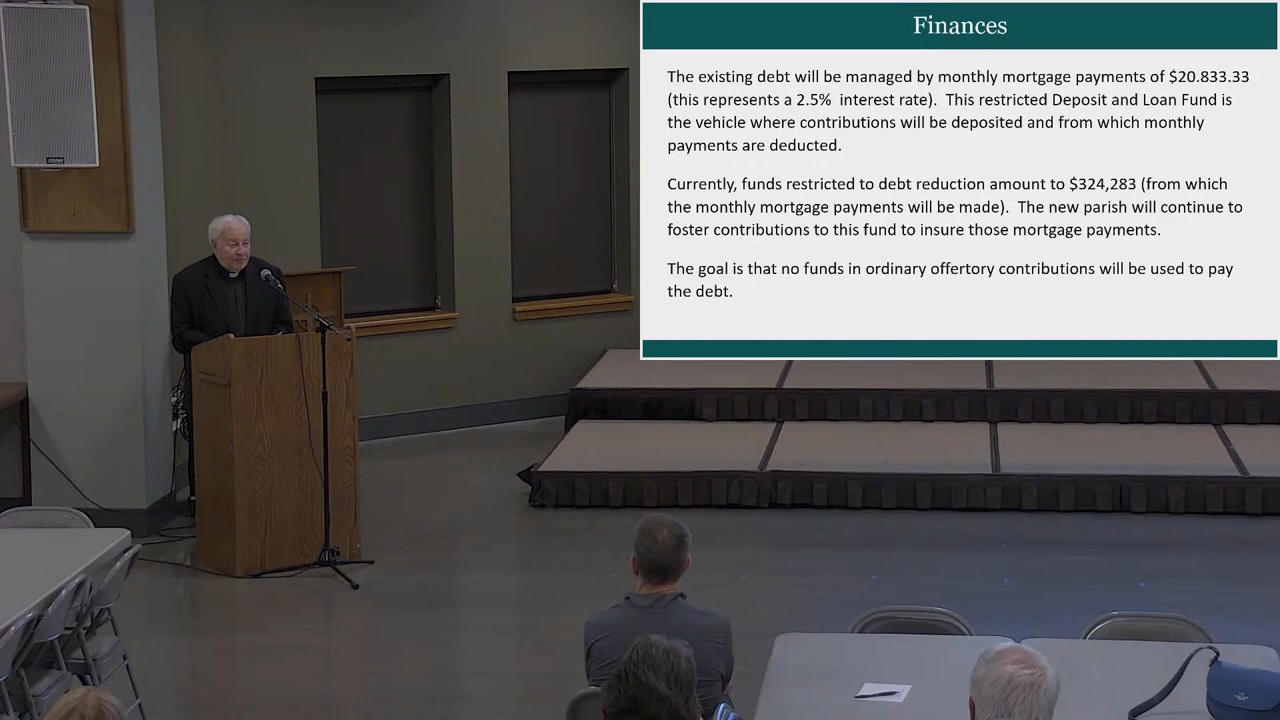 Finances
The existing debt will be managed by monthly mortgage payments of $20.833.33
(this represents a 2.5% interest rate). This restricted Deposit and Loan Fund is
the vehicle where contributions will be deposited and from which monthly
payments are deducted.
Currently, funds restricted to debt reduction amount to $324,283 (from which
the monthly mortgage payments will be made). The new parish will continue to
foster contributions to this fund to insure those mortgage payments.
The goal is that no funds in ordinary offertory contributions will be used to pay
the debt.